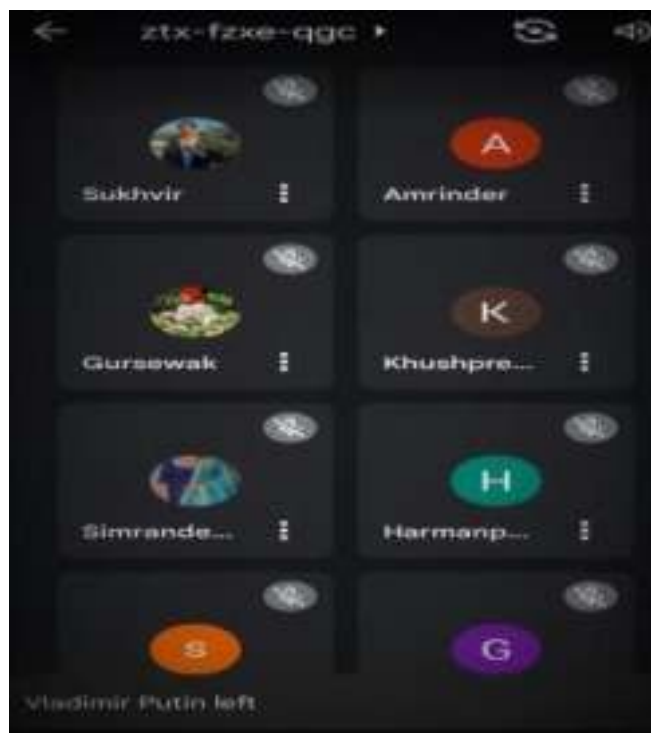 ztx-fzxe-qgc
A
Sukhvir
Amrinder
K
Gursewak
Khushpre...
H
Simrande...
Harmanp...
S
G
Vladimir Putin left